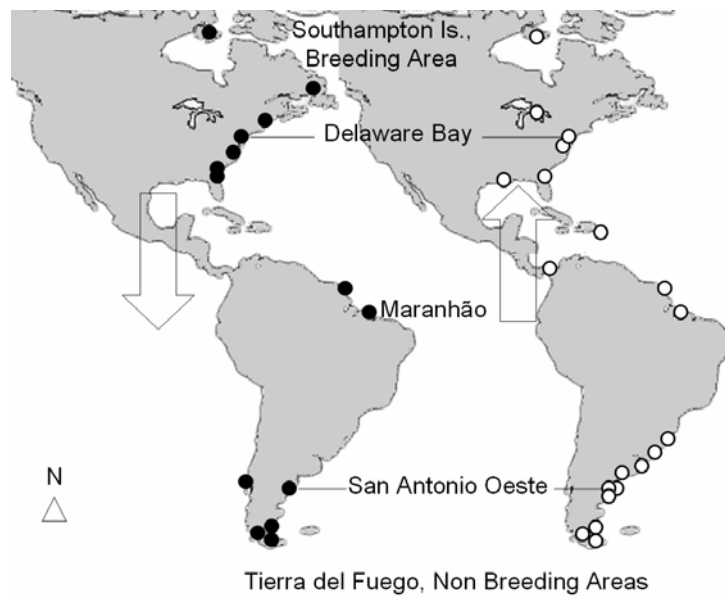 Southampton Is.,
Breeding Area
Delaware Bay
Maranhão
San Antonio Oeste
N
Tierra del Fuego, Non Breeding Areas